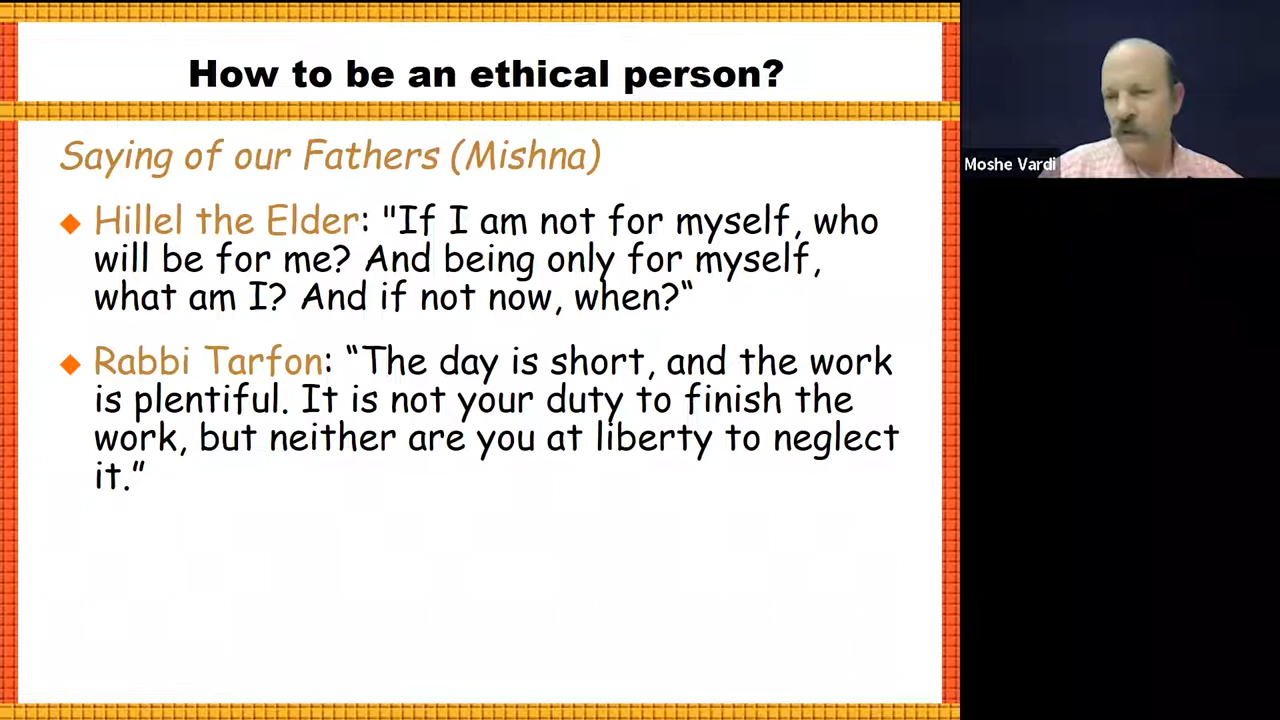 How to be an ethical person?
Saying of our Fathers (Mishna)
Hillel the Elder: "If I am not for myself, who
will be for me? And being only for myself,
what am I? And if not now, when?“
Rabbi Tarfon: “The day is short, and the work
is plentiful. It is not your duty to finish the
work, but neither are you at liberty to neglect
it.”
Moshe Vardi